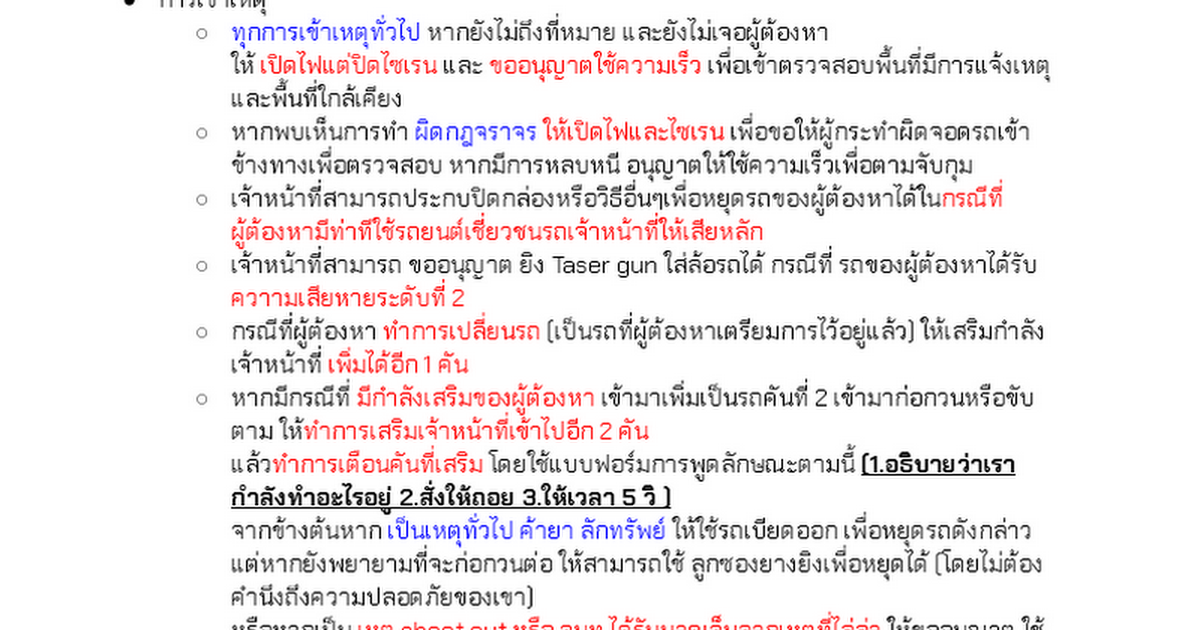 • การเข้าเหตุ
○ ทุกการเข้าเหตุทั่วไป หากยังไม่ถึงที่หมาย และยังไม่เจอผู้ต้องหา
ให้ เปิดไฟแต่ปิดไซเรน และ ขออนุญาตใช้ความเร็ว เพื่อเข้าตรวจสอบพื้นที่มีการแจ้งเหตุ
และพื้นที่ใกล้เคียง
○ หากพบเห็นการทำ ผิดกฎจราจร ให้เปิดไฟและไซเรน เพื่อขอให้ผู้กระทำผิดจอดรถเข้า
ข้างทางเพื่อตรวจสอบ หากมีการหลบหนี อนุญาตให้ใช้ความเร็วเพื่อตามจับกุม
○ เจ้าหน้าที่สามารถประกบปิดกล่องหรือวิธีอื่นๆเพื่อหยุดรถของผู้ต้องหาได้ในกรณีที่
ผู้ต้องหามีท่าทีใช้รถยนต์เชี่ยวชนรถเจ้าหน้าที่ให้เสียหลัก
○ เจ้าหน้าที่สามารถ ขออนุญาต ยิง Taser gun ใส่ล้อรถได้ กรณีที่ รถของผู้ต้องหาได้รับ
ความาามเสียหายระดับที่ 2
○ กรณีที่ผู้ต้องหา ทำการเปลี่ยนรถ (เป็นรถที่ผู้ต้องหาเตรียมการไว้อยู่แล้ว) ให้เสริมกำลัง
เจ้าหน้าที่ เพิ่มได้อีก 1 คัน
○ หากมีกรณีที่ มีกำลังเสริมของผู้ต้องหา เข้ามาเพิ่มเป็นรถคันที่ 2 เข้ามาก่อกวนหรือขับ
ตาม ให้ทำการเสริมเจ้าหน้าที่เข้าไปอีก 2 คัน
แล้วทำการเตือนคันที่เสริม โดยใช้แบบฟอร์มการพูดลักษณะตามนี้ (1.อธิบายว่าเรา
กำลังทำอะไรอยู่ 2.สั่งให้ถอย 3.ให้เวลา 5 วิ )
จากข้างต้นหาก เป็นเหตุทั่วไป ค้ายา ลักทรัพย์ ให้ใช้รถเบียดออก เพื่อหยุดรถดังกล่าว
แต่หากยังพยายามที่จะก่อกวนต่อ ให้สามารถใช้ ลูกซองยางยิงเพื่อหยุดได้ (โดยไม่ต้อง
คำนึงถึงความปลอดภัยของเขา)